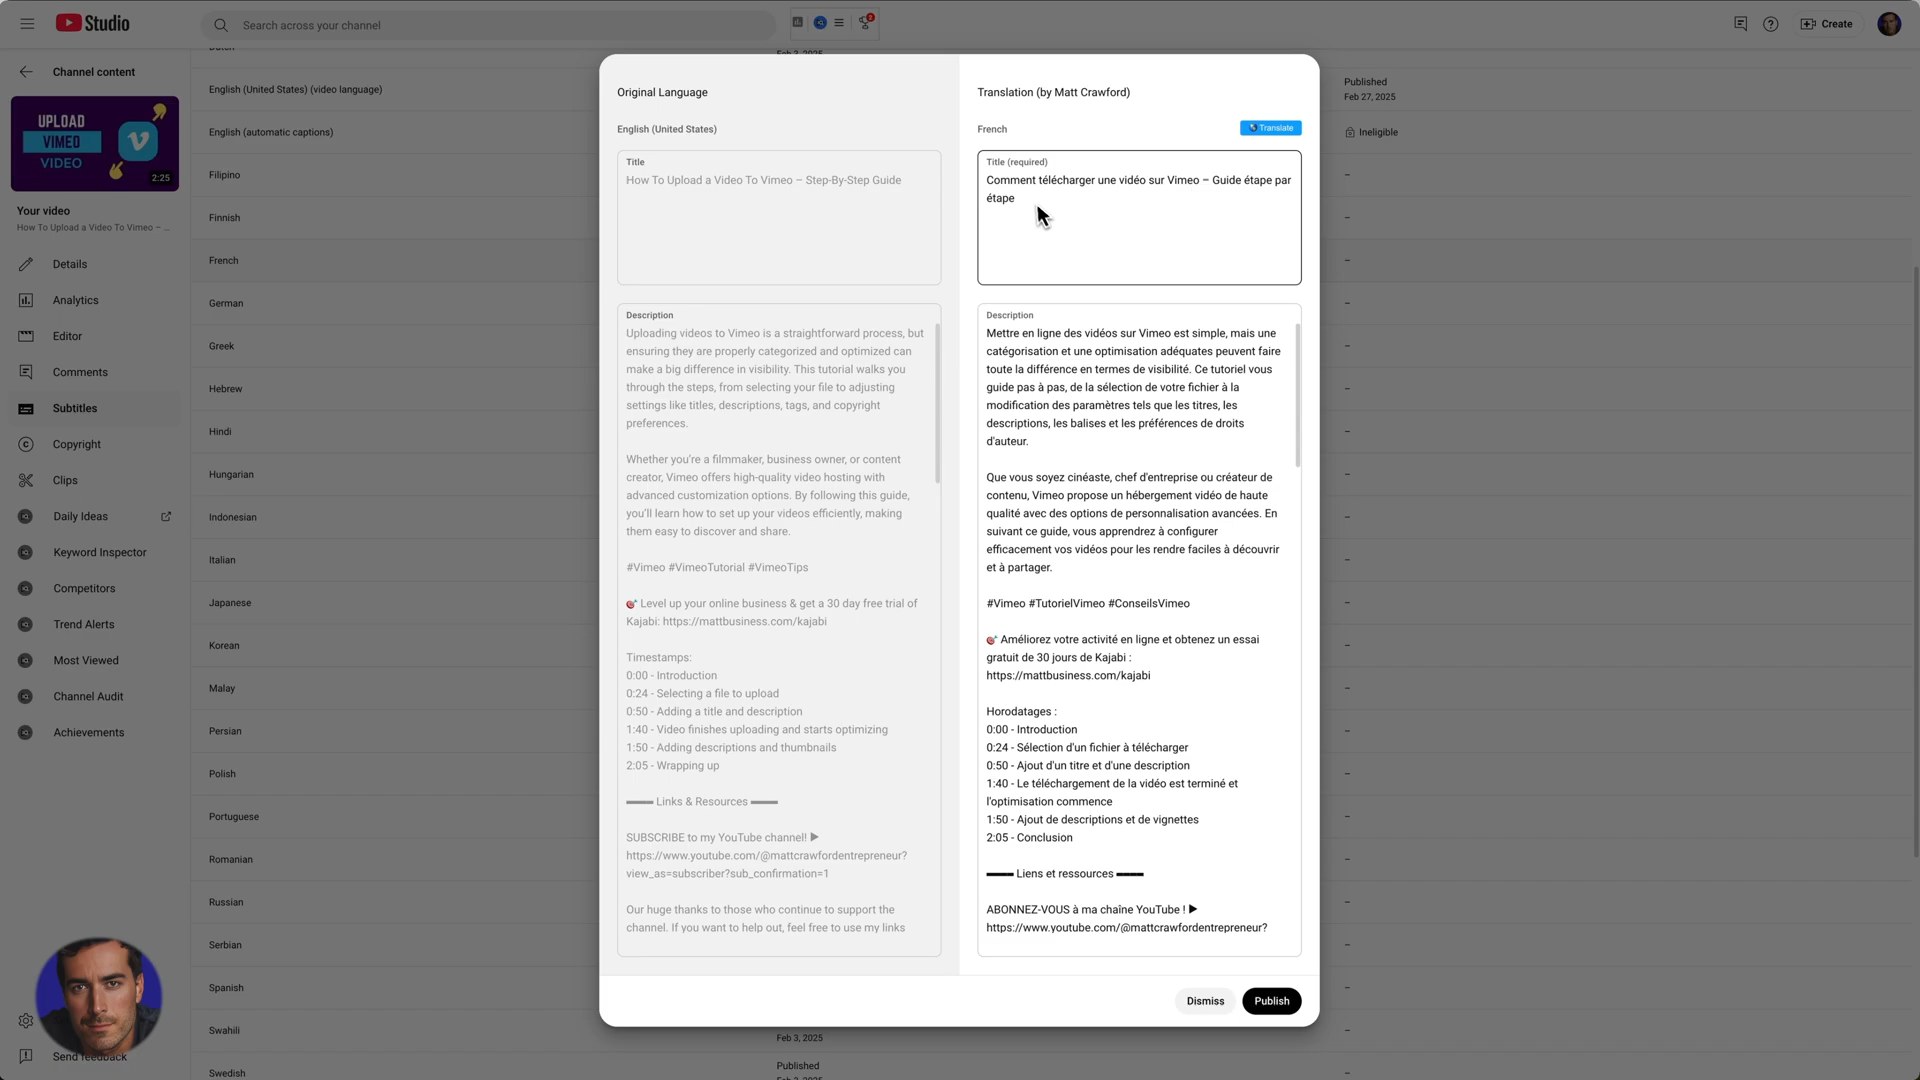 Studio
Search across your channel
2
Create
Channel content
UPLOAD
VIMEO
VIDEO
2:25
Your video
How To Upload a Video To Vimeo – ...
Details
Analytics
Editor
Comments
Subtitles
Copyright
Clips
Daily Ideas
Keyword Inspector
Competitors
Trend Alerts
Most Viewed
Channel Audit
Achievements
Send feedback
Dutch
Feb 3, 2025
English (United States) (video language)
Published
Feb 27, 2025
English (automatic captions)
Ineligible
Filipino
–
Finnish
–
French
–
German
–
Greek
–
Hebrew
–
Hindi
–
Hungarian
–
Indonesian
–
Italian
–
Japanese
–
Korean
–
Malay
–
Persian
–
Polish
–
Portuguese
–
Romanian
–
Russian
–
Serbian
–
Spanish
–
Swahili
Feb 3, 2025
–
Swedish
Published
Feb 3, 2025
–
Original Language
English (United States)
Title
How To Upload a Video To Vimeo – Step-By-Step Guide
Description
Uploading videos to Vimeo is a straightforward process, but
ensuring they are properly categorized and optimized can
make a big difference in visibility. This tutorial walks you
through the steps, from selecting your file to adjusting
settings like titles, descriptions, tags, and copyright
preferences.
Whether you're a filmmaker, business owner, or content
creator, Vimeo offers high-quality video hosting with
advanced customization options. By following this guide,
you'll learn how to set up your videos efficiently, making
them easy to discover and share.
#Vimeo #VimeoTutorial #VimeoTips
🎯 Level up your online business & get a 30 day free trial of
Kajabi: https://mattbusiness.com/kajabi
Timestamps:
0:00 - Introduction
0:24 - Selecting a file to upload
0:50 - Adding a title and description
1:40 - Video finishes uploading and starts optimizing
1:50 - Adding descriptions and thumbnails
2:05 - Wrapping up
▬▬▬ Links & Resources ▬▬▬
SUBSCRIBE to my YouTube channel! ▶
https://www.youtube.com/@mattcrawfordentrepreneur?
view_as=subscriber?sub_confirmation=1
Our huge thanks to those who continue to support the
channel. If you want to help out, feel free to use my links
Translation (by Matt Crawford)
French
Translate
Title (required)
Comment télécharger une vidéo sur Vimeo – Guide étape par
étape
Description
Mettre en ligne des vidéos sur Vimeo est simple, mais une
catégorisation et une optimisation adéquates peuvent faire
toute la différence en termes de visibilité. Ce tutoriel vous
guide pas à pas, de la sélection de votre fichier à la
modification des paramètres tels que les titres, les
descriptions, les balises et les préférences de droits
d'auteur.
Que vous soyez cinéaste, chef d'entreprise ou créateur de
contenu, Vimeo propose un hébergement vidéo de haute
qualité avec des options de personnalisation avancées. En
suivant ce guide, vous apprendrez à configurer
efficacement vos vidéos pour les rendre faciles à découvrir
et à partager.
#Vimeo #TutorielVimeo #ConseilsVimeo
🎯 Améliorez votre activité en ligne et obtenez un essai
gratuit de 30 jours de Kajabi :
https://mattbusiness.com/kajabi
Horodatages :
0:00 - Introduction
0:24 - Sélection d'un fichier à télécharger
0:50 - Ajout d'un titre et d'une description
1:40 - Le téléchargement de la vidéo est terminé et
l'optimisation commence
1:50 - Ajout de descriptions et de vignettes
2:05 - Conclusion
▬▬▬ Liens et ressources ▬▬▬
ABONNEZ-VOUS à ma chaîne YouTube ! ▶
https://www.youtube.com/@mattcrawfordentrepreneur?
Dismiss
Publish